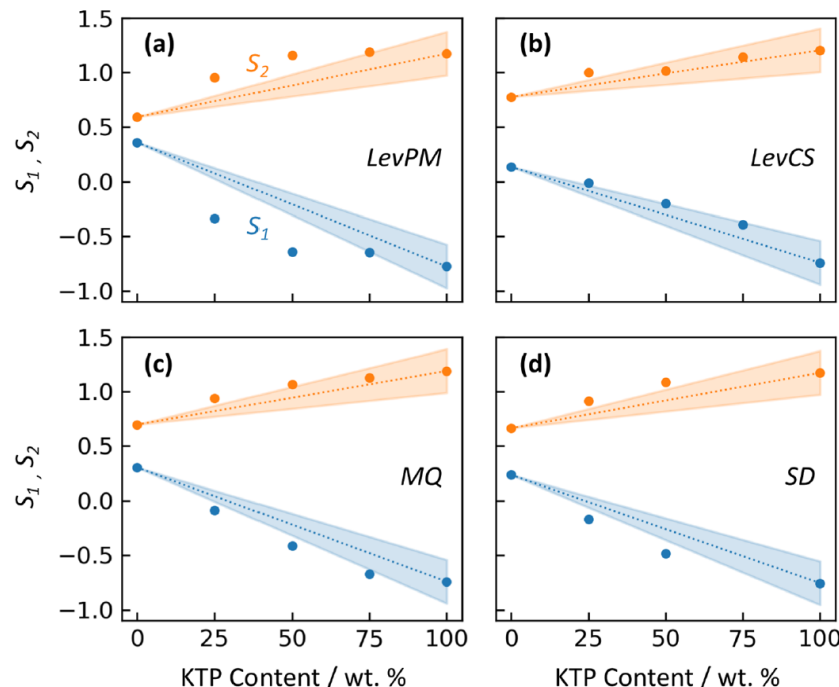 (a)
S2
LevPM
S1
1.5
1.0
0.5
0.0
−0.5
−1.0
S1 , S2
(b)
LevCS
(c)
MQ
1.5
1.0
0.5
0.0
−0.5
−1.0
S1 , S2
0 25 50 75 100
KTP Content / wt. %
(d)
SD
0 25 50 75 100
KTP Content / wt. %